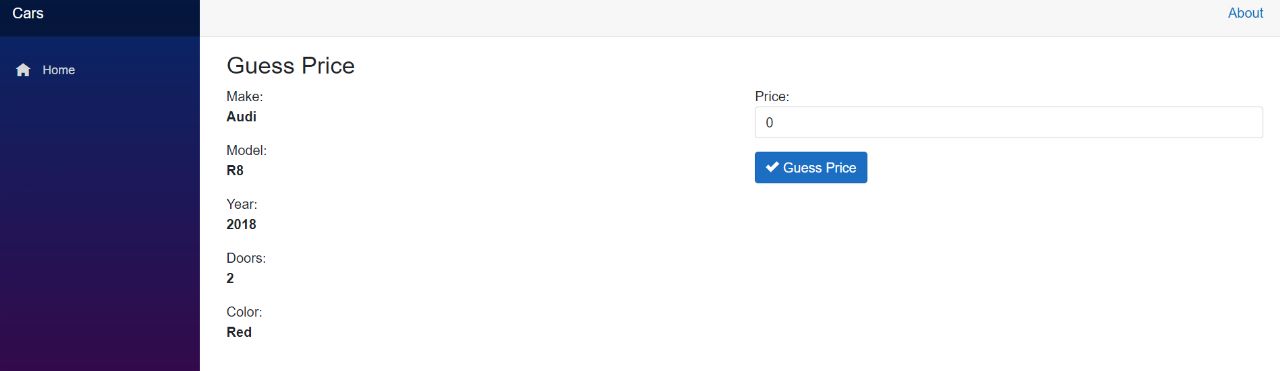 Cars
About
Home
Guess Price
Make:
Audi
Model:
R8
Year:
2018
Doors:
2
Color:
Red
Price:
0
Guess Price